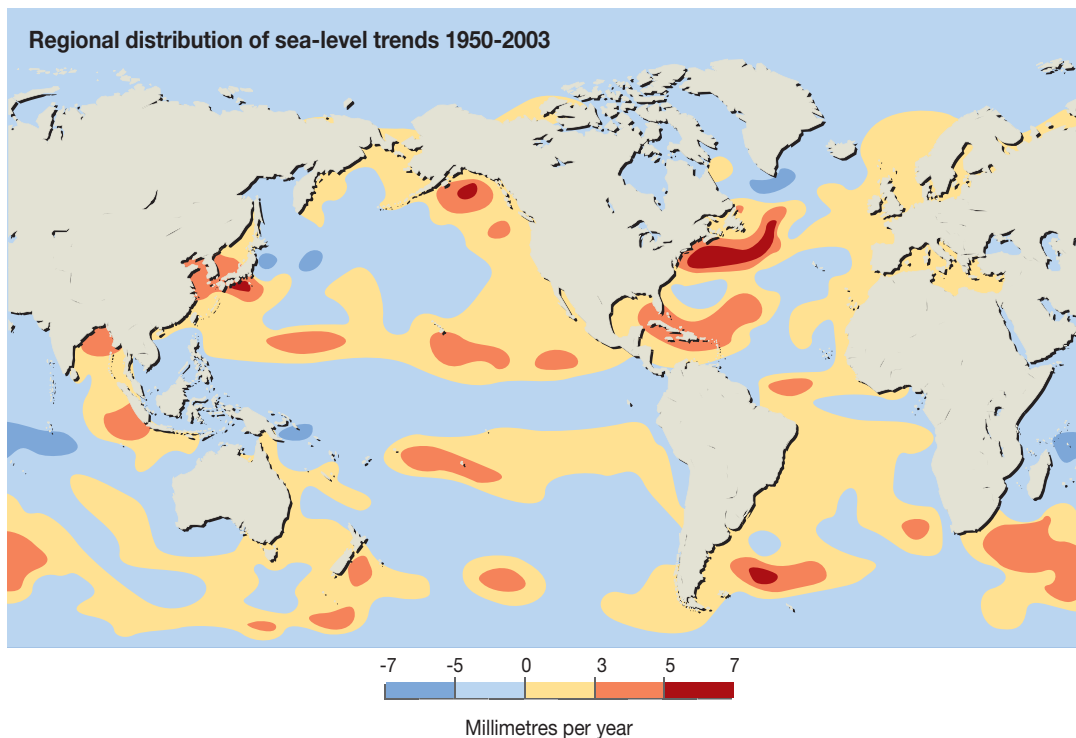 Regional distribution of sea-level trends 1950-2003
-7 -5 0 3 5 7
Millimetres per year